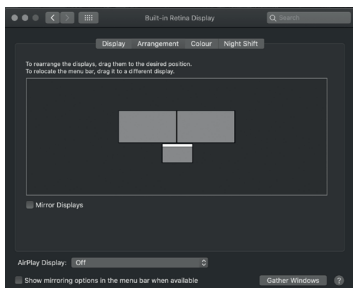 Built-in Retina Display
Search
Display Arrangement Colour Night Shift
To rearrange the displays, drag them to the desired position.
To relocate the menu bar, drag it to a different display.
Mirror Displays
AirPlay Display: Off
Show mirroring options in the menu bar when available
Gather Windows ?